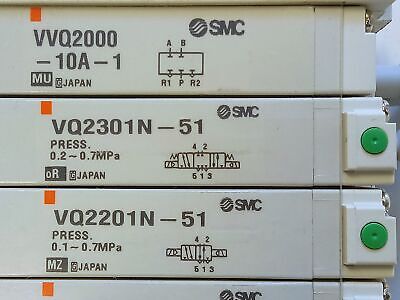 VVQ2000
-10A-1
SMC
A B
R1 P R2
MU JAPAN
VQ2301N-51
SMC
PRESS.
0.2~0.7MPa
4 2
5 1 3
oR JAPAN
VQ2201N-51
SMC
PRESS.
0.1~0.7MPa
4 2
5 1 3
MZ JAPAN
SMC